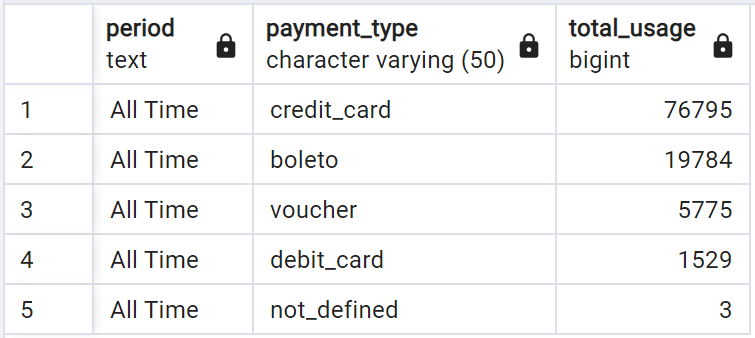 period payment_type total_usage
text character varying (50) bigint
1 All Time credit_card 76795
2 All Time boleto 19784
3 All Time voucher 5775
4 All Time debit_card 1529
5 All Time not_defined 3